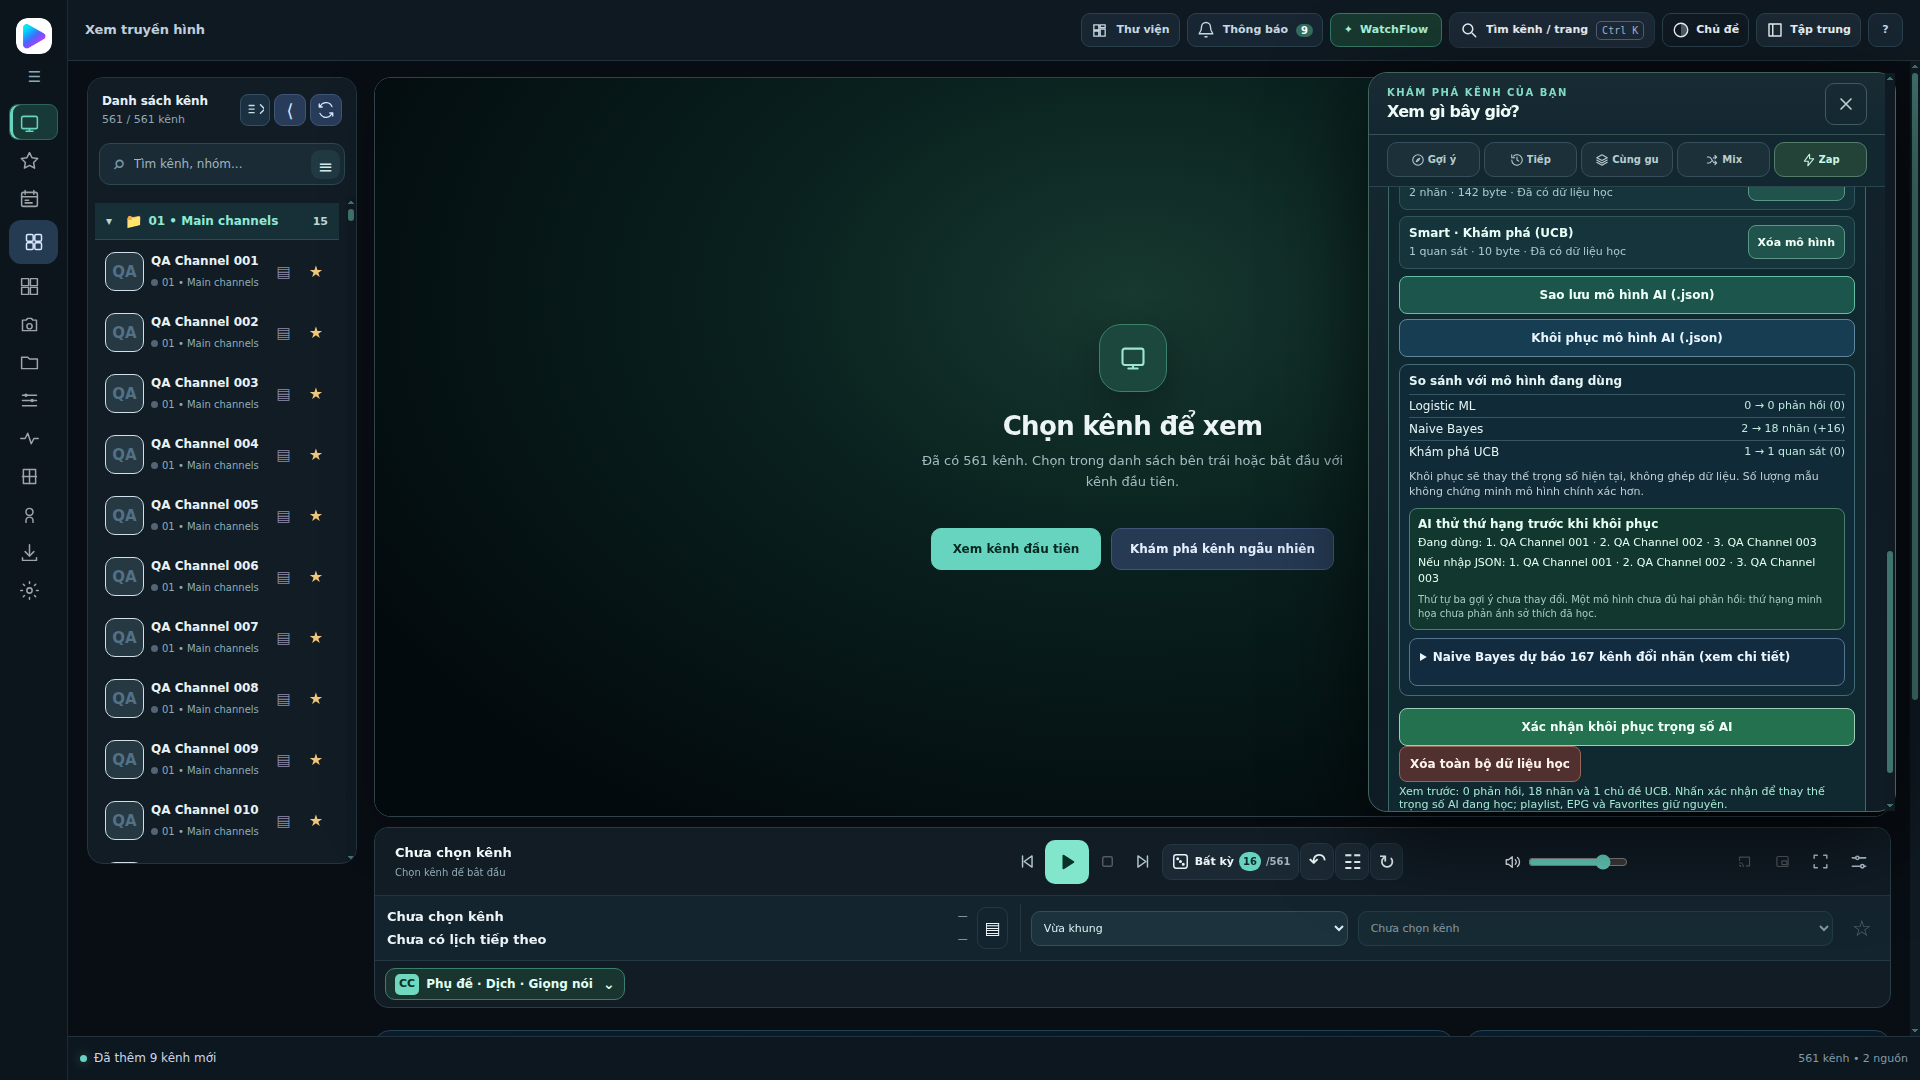 Xem truyền hình
Thư viện
Thông báo 9
WatchFlow
Tìm kênh / trang Ctrl K
Chủ đề
Tập trung
?
Danh sách kênh
561 / 561 kênh
Tìm kênh, nhóm...
01 • Main channels 15
QA
QA Channel 001
01 • Main channels
QA
QA Channel 002
01 • Main channels
QA
QA Channel 003
01 • Main channels
QA
QA Channel 004
01 • Main channels
QA
QA Channel 005
01 • Main channels
QA
QA Channel 006
01 • Main channels
QA
QA Channel 007
01 • Main channels
QA
QA Channel 008
01 • Main channels
QA
QA Channel 009
01 • Main channels
QA
QA Channel 010
01 • Main channels
Chọn kênh để xem
Đã có 561 kênh. Chọn trong danh sách bên trái hoặc bắt đầu với
kênh đầu tiên.
Xem kênh đầu tiên
Khám phá kênh ngẫu nhiên
KHÁM PHÁ KÊNH CỦA BẠN
Xem gì bây giờ?
Gợi ý
Tiếp
Cùng gu
Mix
Zap
2 nhãn · 142 byte · Đã có dữ liệu học
Smart · Khám phá (UCB)
1 quan sát · 10 byte · Đã có dữ liệu học
Xóa mô hình
Sao lưu mô hình AI (.json)
Khôi phục mô hình AI (.json)
So sánh với mô hình đang dùng
Logistic ML 0 → 0 phản hồi (0)
Naive Bayes 2 → 18 nhãn (+16)
Khám phá UCB 1 → 1 quan sát (0)
Khôi phục sẽ thay thế trọng số hiện tại, không ghép dữ liệu. Số lượng mẫu
không chứng minh mô hình chính xác hơn.
AI thử thứ hạng trước khi khôi phục
Đang dùng: 1. QA Channel 001 · 2. QA Channel 002 · 3. QA Channel 003
Nếu nhập JSON: 1. QA Channel 001 · 2. QA Channel 002 · 3. QA Channel
003
Thứ tự ba gợi ý chưa thay đổi. Một mô hình chưa đủ hai phản hồi: thứ hạng minh
họa chưa phản ánh sở thích đã học.
Naive Bayes dự báo 167 kênh đổi nhãn (xem chi tiết)
Xác nhận khôi phục trọng số AI
Xóa toàn bộ dữ liệu học
Xem trước: 0 phản hồi, 18 nhãn và 1 chủ đề UCB. Nhấn xác nhận để thay thế
trọng số AI đang học; playlist, EPG và Favorites giữ nguyên.
Chưa chọn kênh
Chọn kênh để bắt đầu
Bất kỳ 16 /561
Chưa chọn kênh —
Chưa có lịch tiếp theo —
Vừa khung
Chưa chọn kênh
CC Phụ đề · Dịch · Giọng nói
Đã thêm 9 kênh mới
561 kênh • 2 nguồn